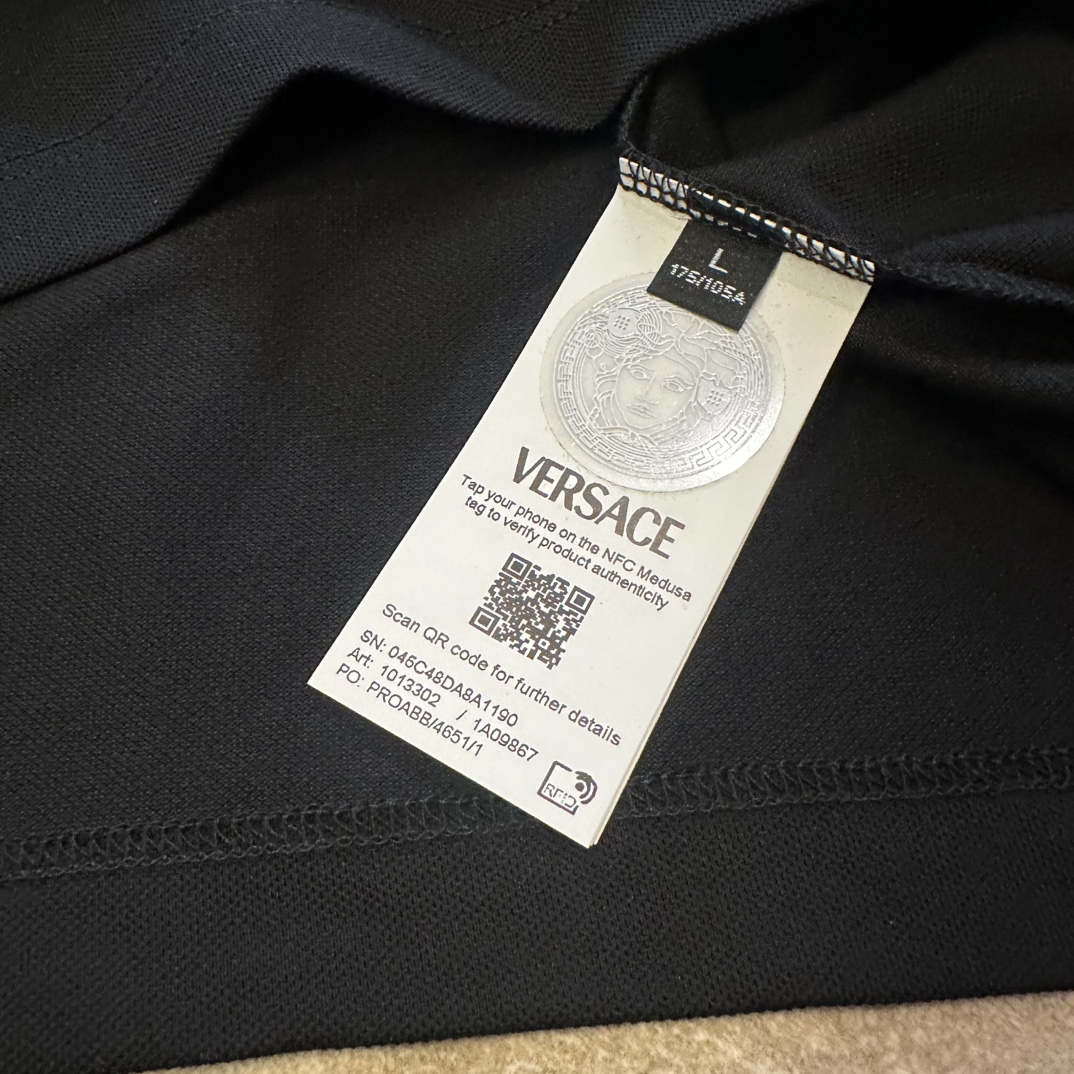 L
175/105A
VERSACE
Tap your phone on the NFC Medusa
tag to verify product authenticity
Scan QR code for further details
SN: 045C48DA8A1190
Art: 1013302 / 1A09867
PO: PROABB/4651/1
RFID